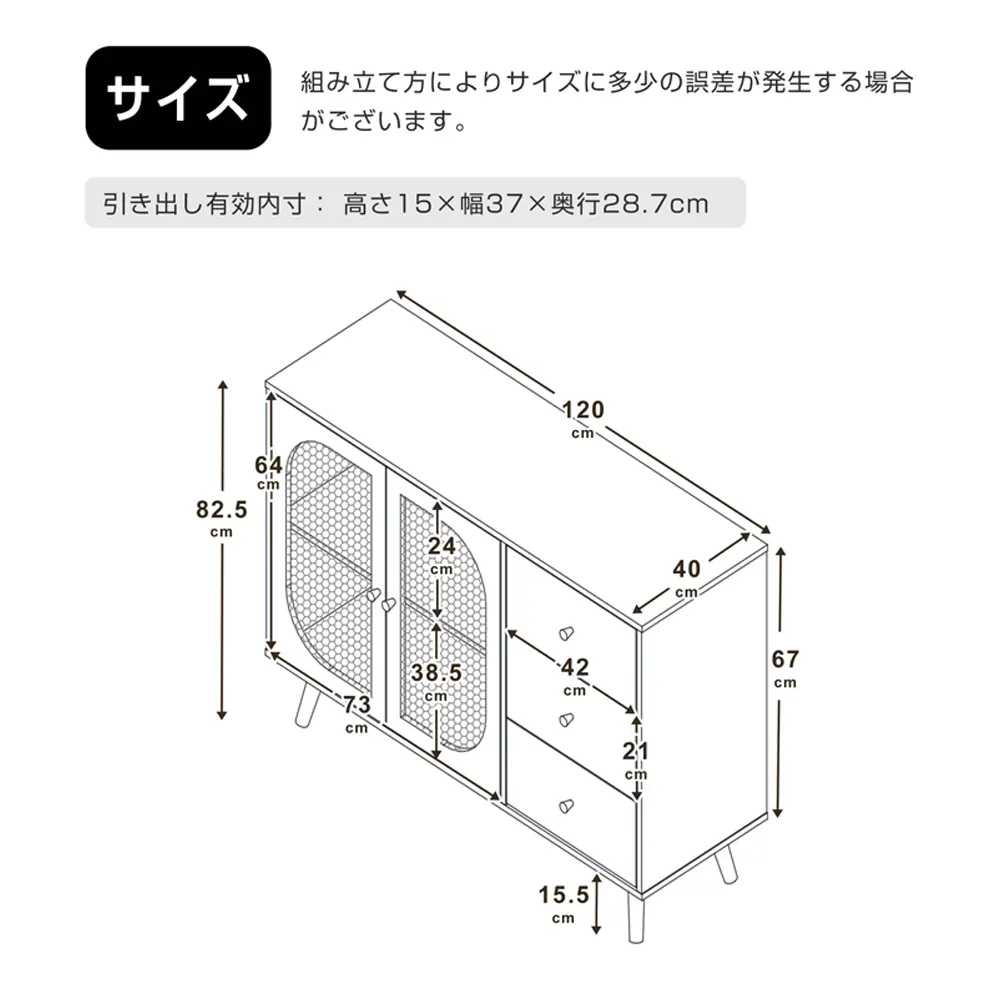 サイズ
組み立て方によりサイズに多少の誤差が発生する場合
がございます。
引き出し有効内寸： 高さ15×幅37×奥行28.7cm
120
cm
64
cm
82.5
cm
24
cm
40
cm
38.5
cm
42
cm
67
cm
73
cm
21
cm
15.5
cm